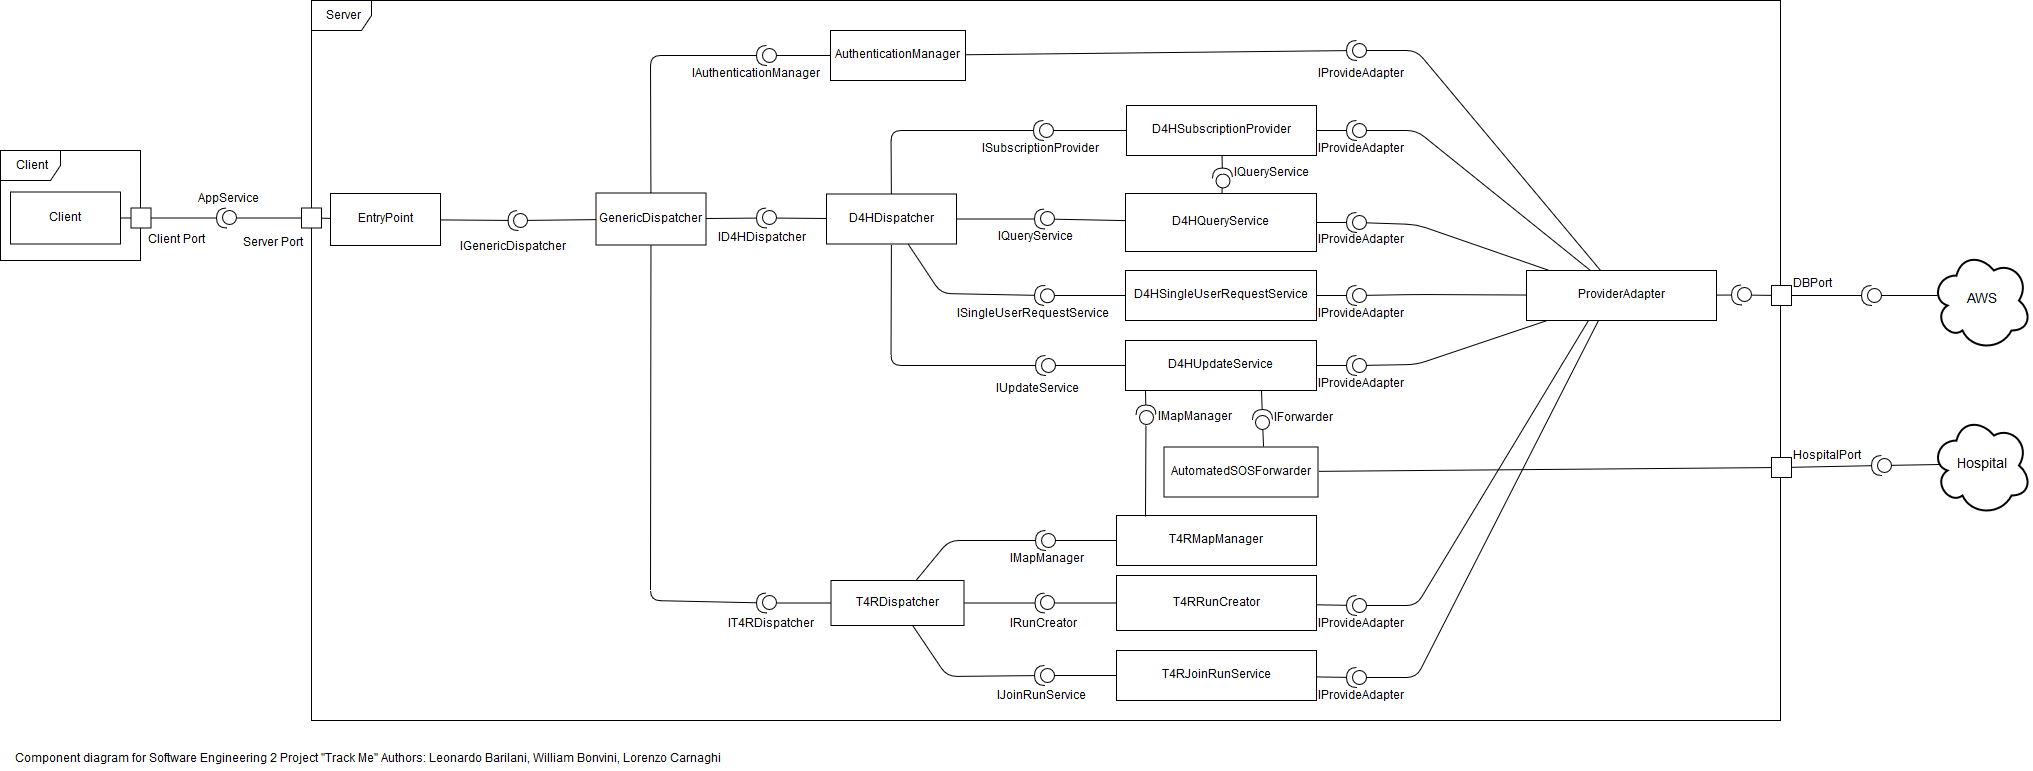 Server
AuthenticationManager
IAuthenticationManager
IProvideAdapter
D4HSubscriptionProvider
ISubscriptionProvider
IProvideAdapter
Client
IQueryService
Client
AppService
EntryPoint
GenericDispatcher
D4HDispatcher
D4HQueryService
Client Port
Server Port
IGenericDispatcher
ID4HDispatcher
IQueryService
IProvideAdapter
D4HSingleUserRequestService
ProviderAdapter
DBPort
AWS
ISingleUserRequestService
IProvideAdapter
D4HUpdateService
IUpdateService
IProvideAdapter
IMapManager
IForwarder
AutomatedSOSForwarder
HospitalPort
Hospital
T4RMapManager
IMapManager
T4RDispatcher
T4RRunCreator
IT4RDispatcher
IRunCreator
IProvideAdapter
T4RJoinRunService
IJoinRunService
IProvideAdapter
Component diagram for Software Engineering 2 Project "Track Me" Authors: Leonardo Barilani, William Bonvini, Lorenzo Carnaghi